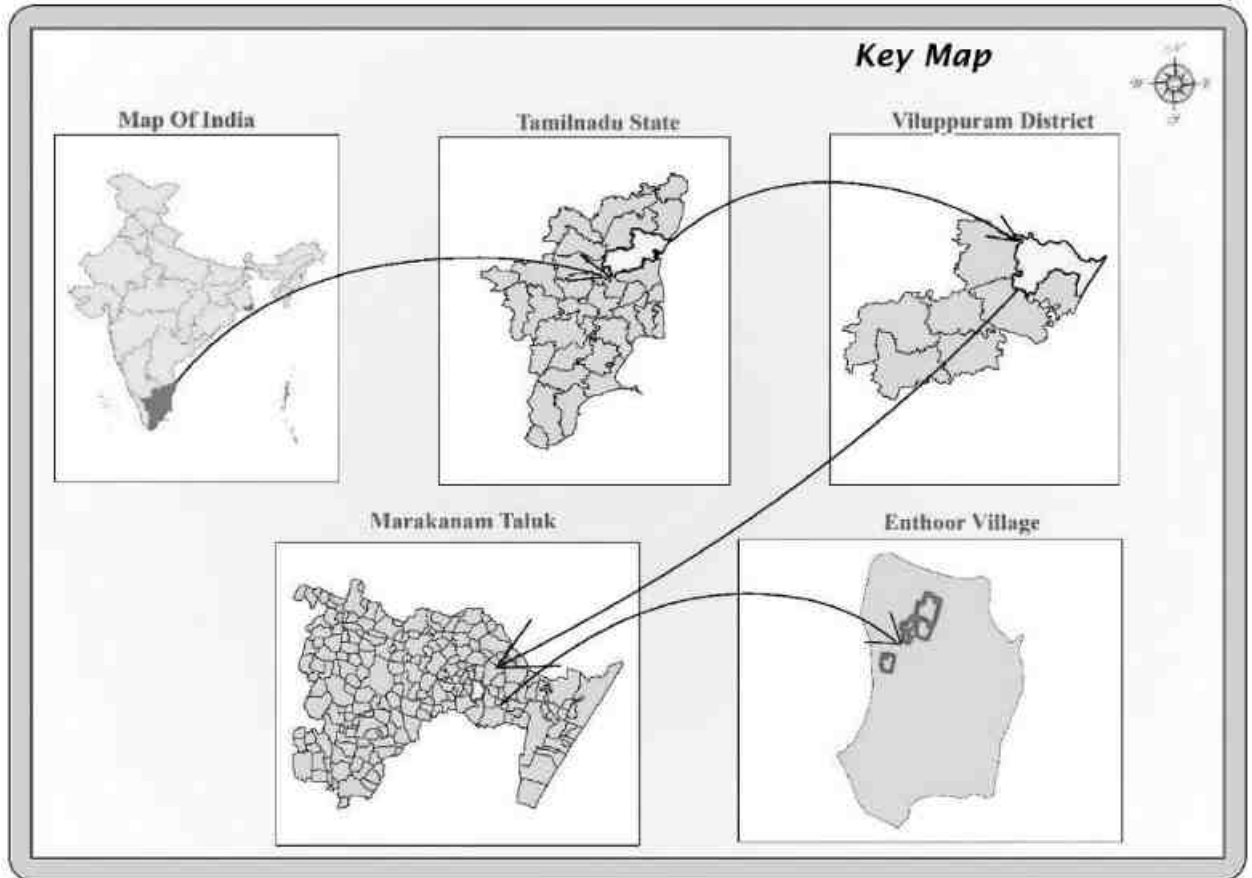 Key Map
Map Of India
Tamilnadu State
Viluppuram District
Marakanam Taluk
Enthoor Village